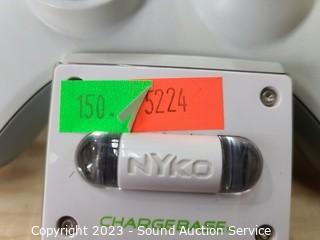 150. 5224
NYKO
CHARGEBASE
Copyright 2023 - Sound Auction Service